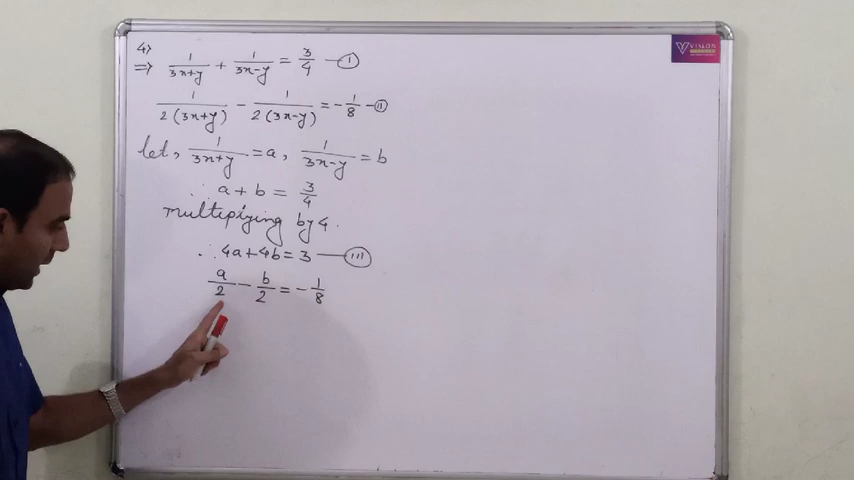 4)
⇒ 1/(3x+y) + 1/(3x-y) = 3/4 — (I)
1/(2(3x+y)) - 1/(2(3x-y)) = -1/8 — (II)
let, 1/(3x+y) = a, 1/(3x-y) = b
∴ a + b = 3/4
multiplying by 4.
∴ 4a + 4b = 3 — (III)
a/2 - b/2 = -1/8
VISION